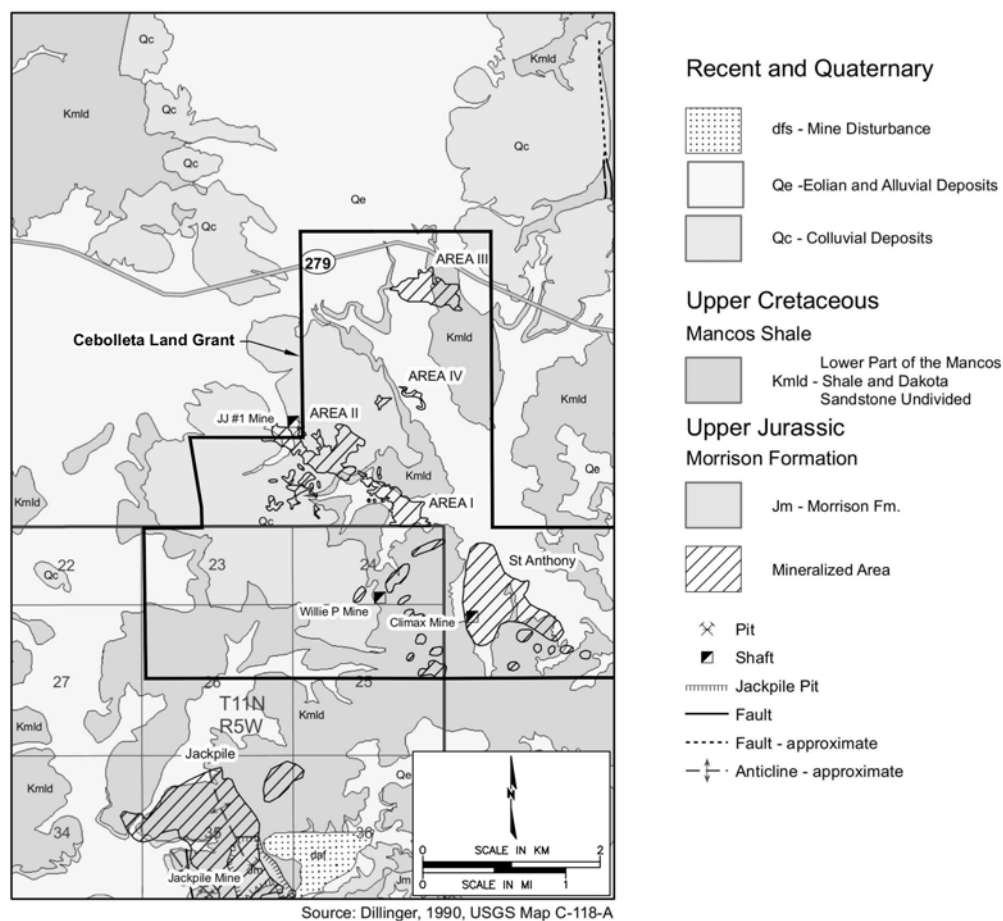 Qc
Kmld
Kmld
Qc
Qc
Qc
Qe
Qc
279
AREA III
Cebolleta Land Grant
Kmld
AREA IV
Kmld
JJ #1 Mine
AREA II
Kmld
Qe
Kmld
AREA I
Qc
22
23
24
St Anthony
Qc
Willie P Mine
Climax Mine
27
26
25
T11N
R5W
Kmld
Jackpile
Kmld
Qe
34
35
36
daf
Jm
Jackpile Mine
Jm
N
0 SCALE IN KM 2
0 SCALE IN MI 1
Source: Dillinger, 1990, USGS Map C-118-A
Recent and Quaternary
dfs - Mine Disturbance
Qe -Eolian and Alluvial Deposits
Qc - Colluvial Deposits
Upper Cretaceous
Mancos Shale
Lower Part of the Mancos
Kmld - Shale and Dakota
Sandstone Undivided
Upper Jurassic
Morrison Formation
Jm - Morrison Fm.
Mineralized Area
Pit
Shaft
Jackpile Pit
Fault
Fault - approximate
Anticline - approximate